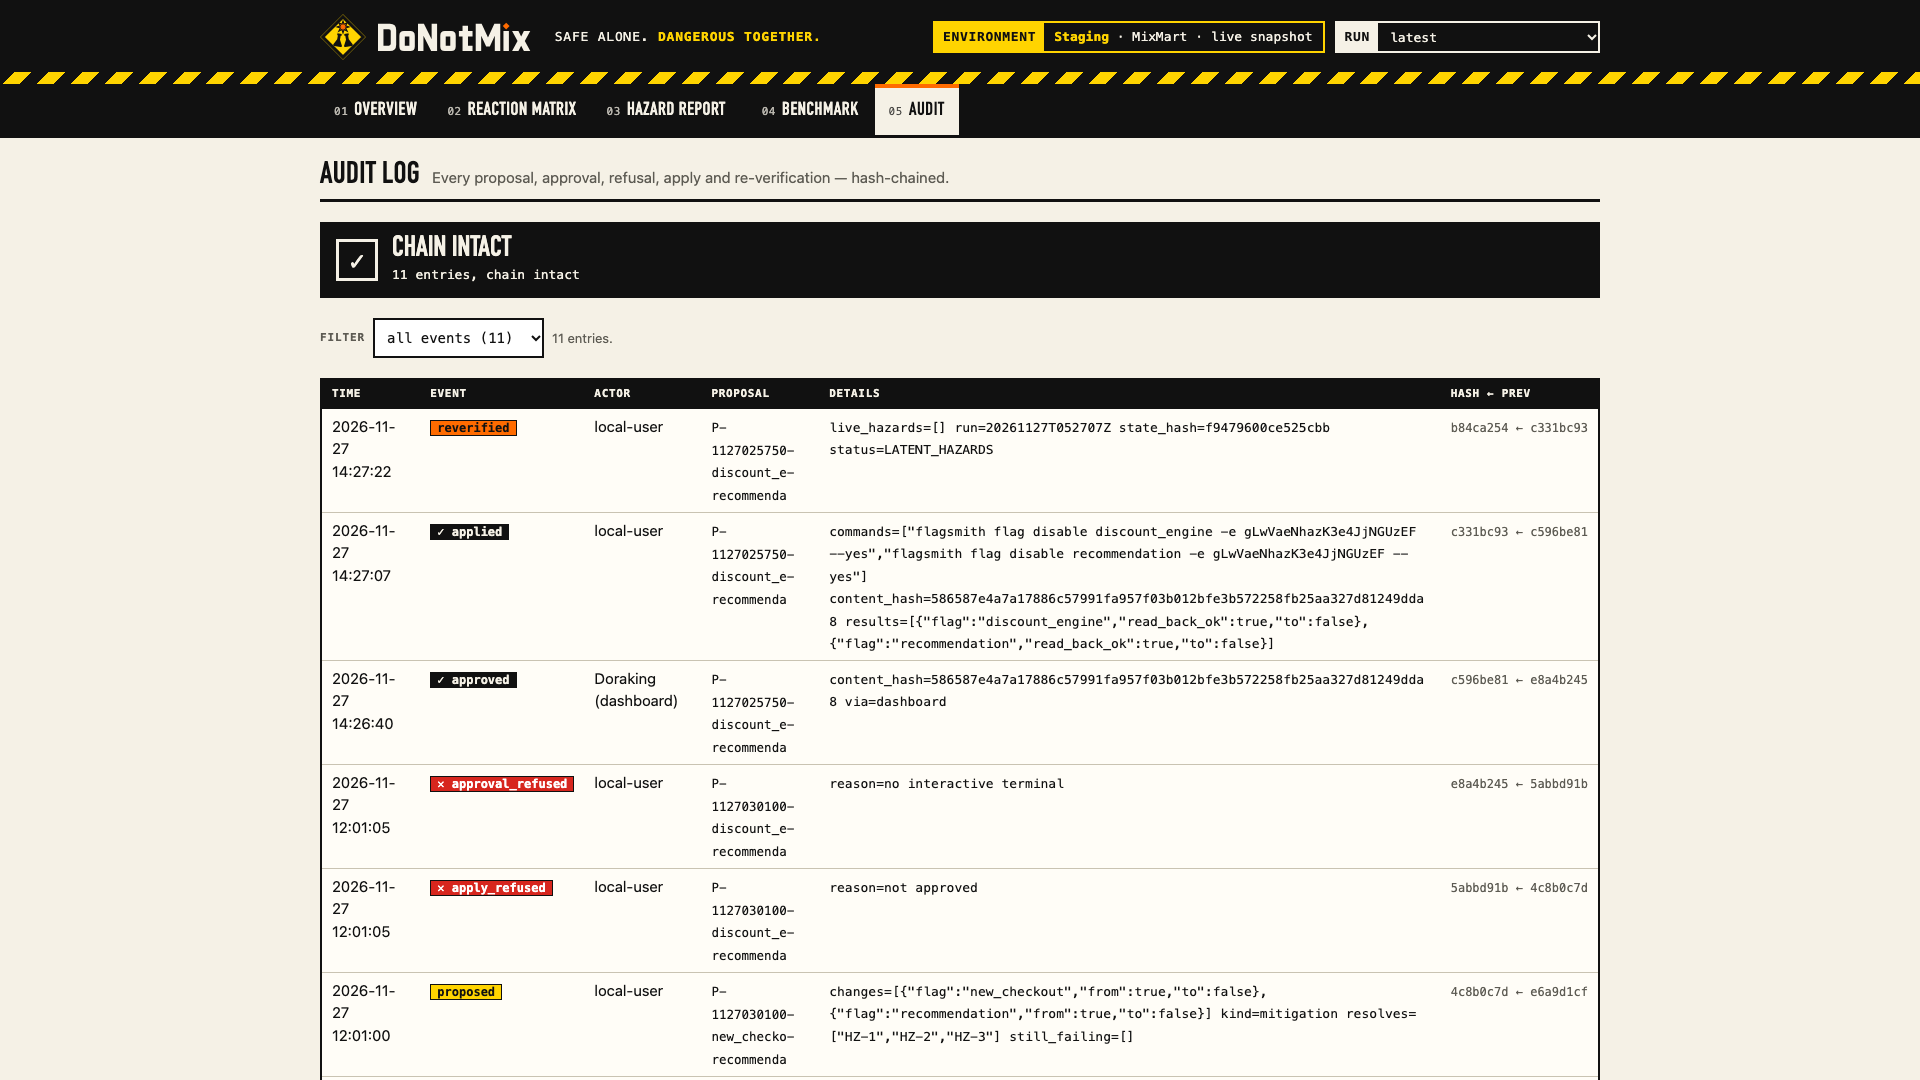 DoNotMix
SAFE ALONE. DANGEROUS TOGETHER.
ENVIRONMENT Staging · MixMart · live snapshot
RUN latest
01 OVERVIEW
02 REACTION MATRIX
03 HAZARD REPORT
04 BENCHMARK
05 AUDIT
AUDIT LOG Every proposal, approval, refusal, apply and re-verification — hash-chained.
✓ CHAIN INTACT
11 entries, chain intact
FILTER all events (11) 11 entries.
TIME EVENT ACTOR PROPOSAL DETAILS HASH ← PREV
2026-11-
27
14:27:22
reverified
local-user
P-
1127025750-
discount_e-
recommenda
live_hazards=[] run=20261127T052707Z state_hash=f9479600ce525cbb
status=LATENT_HAZARDS
b84ca254 ← c331bc93
2026-11-
27
14:27:07
✓ applied
local-user
P-
1127025750-
discount_e-
recommenda
commands=["flagsmith flag disable discount_engine -e gLwVaeNhazK3e4JjNGUzEF
--yes","flagsmith flag disable recommendation -e gLwVaeNhazK3e4JjNGUzEF --
yes"]
content_hash=586587e4a7a17886c57991fa957f03b012bfe3b572258fb25aa327d81249dda
8 results=[{"flag":"discount_engine","read_back_ok":true,"to":false},
{"flag":"recommendation","read_back_ok":true,"to":false}]
c331bc93 ← c596be81
2026-11-
27
14:26:40
✓ approved
Doraking
(dashboard)
P-
1127025750-
discount_e-
recommenda
content_hash=586587e4a7a17886c57991fa957f03b012bfe3b572258fb25aa327d81249dda
8 via=dashboard
c596be81 ← e8a4b245
2026-11-
27
12:01:05
× approval_refused
local-user
P-
1127030100-
discount_e-
recommenda
reason=no interactive terminal
e8a4b245 ← 5abbd91b
2026-11-
27
12:01:05
× apply_refused
local-user
P-
1127030100-
discount_e-
recommenda
reason=not approved
5abbd91b ← 4c8b0c7d
2026-11-
27
12:01:00
proposed
local-user
P-
1127030100-
new_checko-
recommenda
changes=[{"flag":"new_checkout","from":true,"to":false},
{"flag":"recommendation","from":true,"to":false}] kind=mitigation resolves=
["HZ-1","HZ-2","HZ-3"] still_failing=[]
4c8b0c7d ← e6a9d1cf